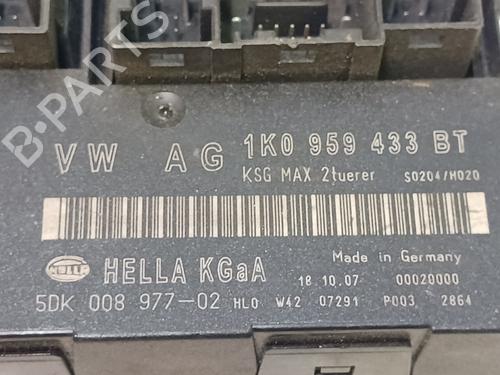 VW AG 1K0 959 433 BT
KSG MAX 2tuerer S0204/H020
Made in Germany
HELLA HELLA KGaA 18.10.07 00020000
5DK 008 977-02 HLO W42 07291 P003 2864
B-PARTS